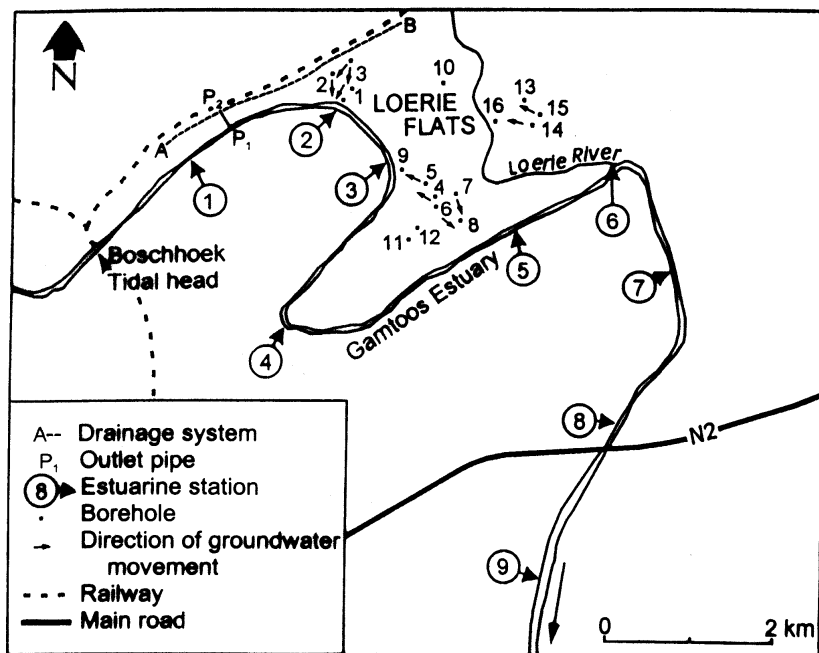 B
3
2
1
10
LOERIE
FLATS
13
15
16
14
N
P2
P1
A
2
1
3
9
5
4
7
6
8
11
12
Loerie River
6
5
7
Boschhoek
Tidal head
4
Gamtoos Estuary
8
N2
9
A-- Drainage system
P1 Outlet pipe
8 Estuarine station
Borehole
Direction of groundwater
movement
Railway
Main road
0 2 km